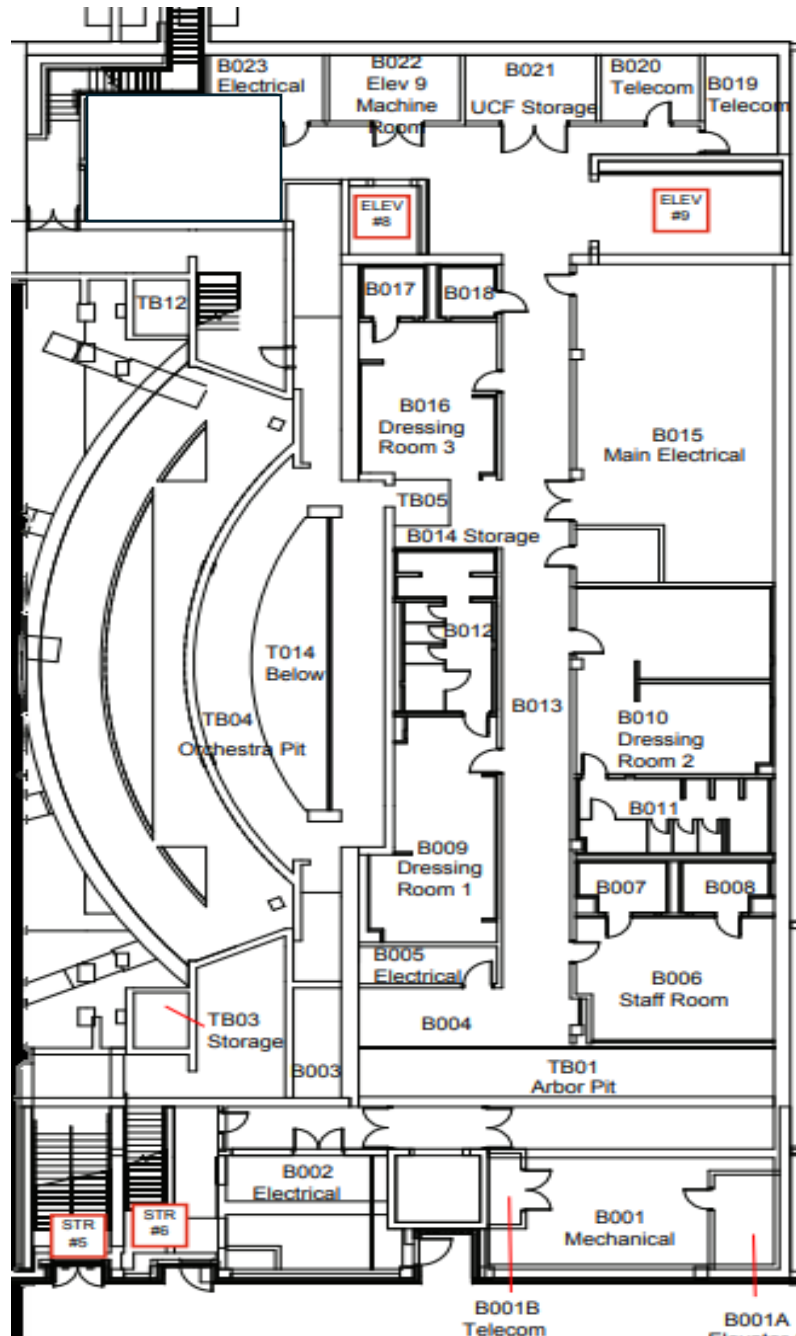 B023
Electrical
B022
Elev 9
Machine
Room
B021
UCF Storage
B020
Telecom
B019
Telecom
ELEV
#8
ELEV
#9
TB12
B017
B018
B016
Dressing
Room 3
B015
Main Electrical
TB05
B014 Storage
B012
T014
Below
B013
TB04
Orchestra Pit
B010
Dressing
Room 2
B011
B009
Dressing
Room 1
B007
B008
B005
Electrical
B006
Staff Room
TB03
Storage
B004
B003
TB01
Arbor Pit
B002
Electrical
STR
#5
STR
#6
B001
Mechanical
B001B
Telecom
B001A